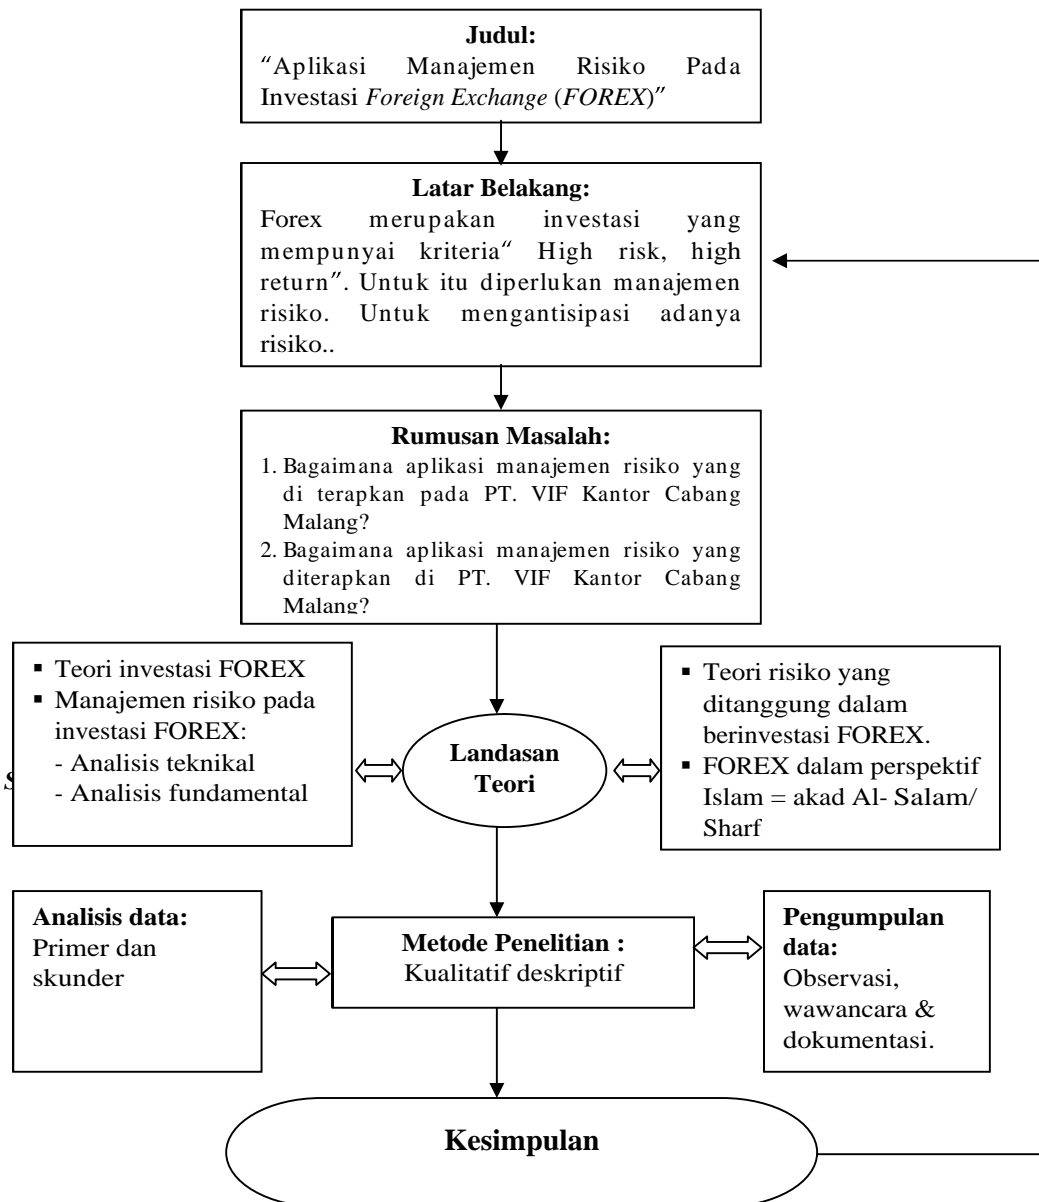 Judul:
“Aplikasi Manajemen Risiko Pada
Investasi Foreign Exchange (FOREX)”
Latar Belakang:
Forex merupakan investasi yang
mempunyai kriteria“ High risk, high
return”. Untuk itu diperlukan manajemen
risiko. Untuk mengantisipasi adanya
risiko..
Rumusan Masalah:
1. Bagaimana aplikasi manajemen risiko yang
di terapkan pada PT. VIF Kantor Cabang
Malang?
2. Bagaimana aplikasi manajemen risiko yang
diterapkan di PT. VIF Kantor Cabang
Malang?
▪ Teori investasi FOREX
▪ Manajemen risiko pada
investasi FOREX:
- Analisis teknikal
- Analisis fundamental
Landasan
Teori
▪ Teori risiko yang
ditanggung dalam
berinvestasi FOREX.
▪ FOREX dalam perspektif
Islam = akad Al- Salam/
Sharf
Analisis data:
Primer dan
skunder
Metode Penelitian :
Kualitatif deskriptif
Pengumpulan
data:
Observasi,
wawancara &
dokumentasi.
Kesimpulan